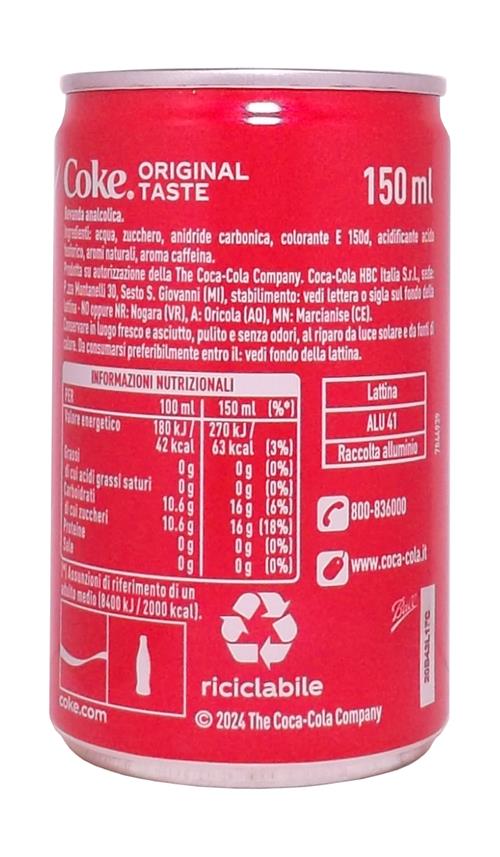 Coke. ORIGINAL TASTE
150 ml
Bevanda analcolica.
Ingredienti: acqua, zucchero, anidride carbonica, colorante E 150d, acidificante acido
fosforico, aromi naturali, aroma caffeina.
Prodotta su autorizzazione della The Coca-Cola Company. Coca-Cola HBC Italia S.r.l., sede:
P.zza Montanelli 30, Sesto S. Giovanni (MI), stabilimento: vedi lettera o sigla sul fondo della
lattina - NO oppure NR: Nogara (VR), A: Oricola (AQ), MN: Marcianise (CE).
Conservare in luogo fresco e asciutto, pulito e senza odori, al riparo da luce solare e da fonti di
calore. Da consumarsi preferibilmente entro il: vedi fondo della lattina.
INFORMAZIONI NUTRIZIONALI
PER 100 ml 150 ml (%*)
Valore energetico 180 kJ/ 270 kJ/
42 kcal 63 kcal (3%)
Grassi 0 g 0 g (0%)
di cui acidi grassi saturi 0 g 0 g (0%)
Carboidrati 10.6 g 16 g (6%)
di cui zuccheri 10.6 g 16 g (18%)
Proteine 0 g 0 g (0%)
Sale 0 g 0 g (0%)
(*) Assunzioni di riferimento di un
adulto medio (8400 kJ / 2000 kcal).
Lattina
ALU 41
Raccolta alluminio
7844939
800-836000
www.coca-cola.it
Ball
20B43L17C
riciclabile
coke.com
© 2024 The Coca-Cola Company